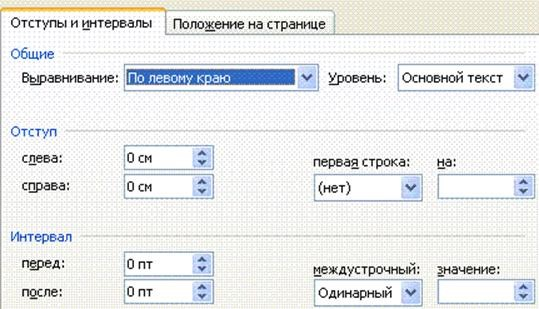 Отступы и интервалы Положение на странице
Общие
Выравнивание: По левому краю Уровень: Основной текст
Отступ
слева: 0 см первая строка: на:
справа: 0 см (нет)
Интервал
перед: 0 пт междустрочный: значение:
после: 0 пт Одинарный